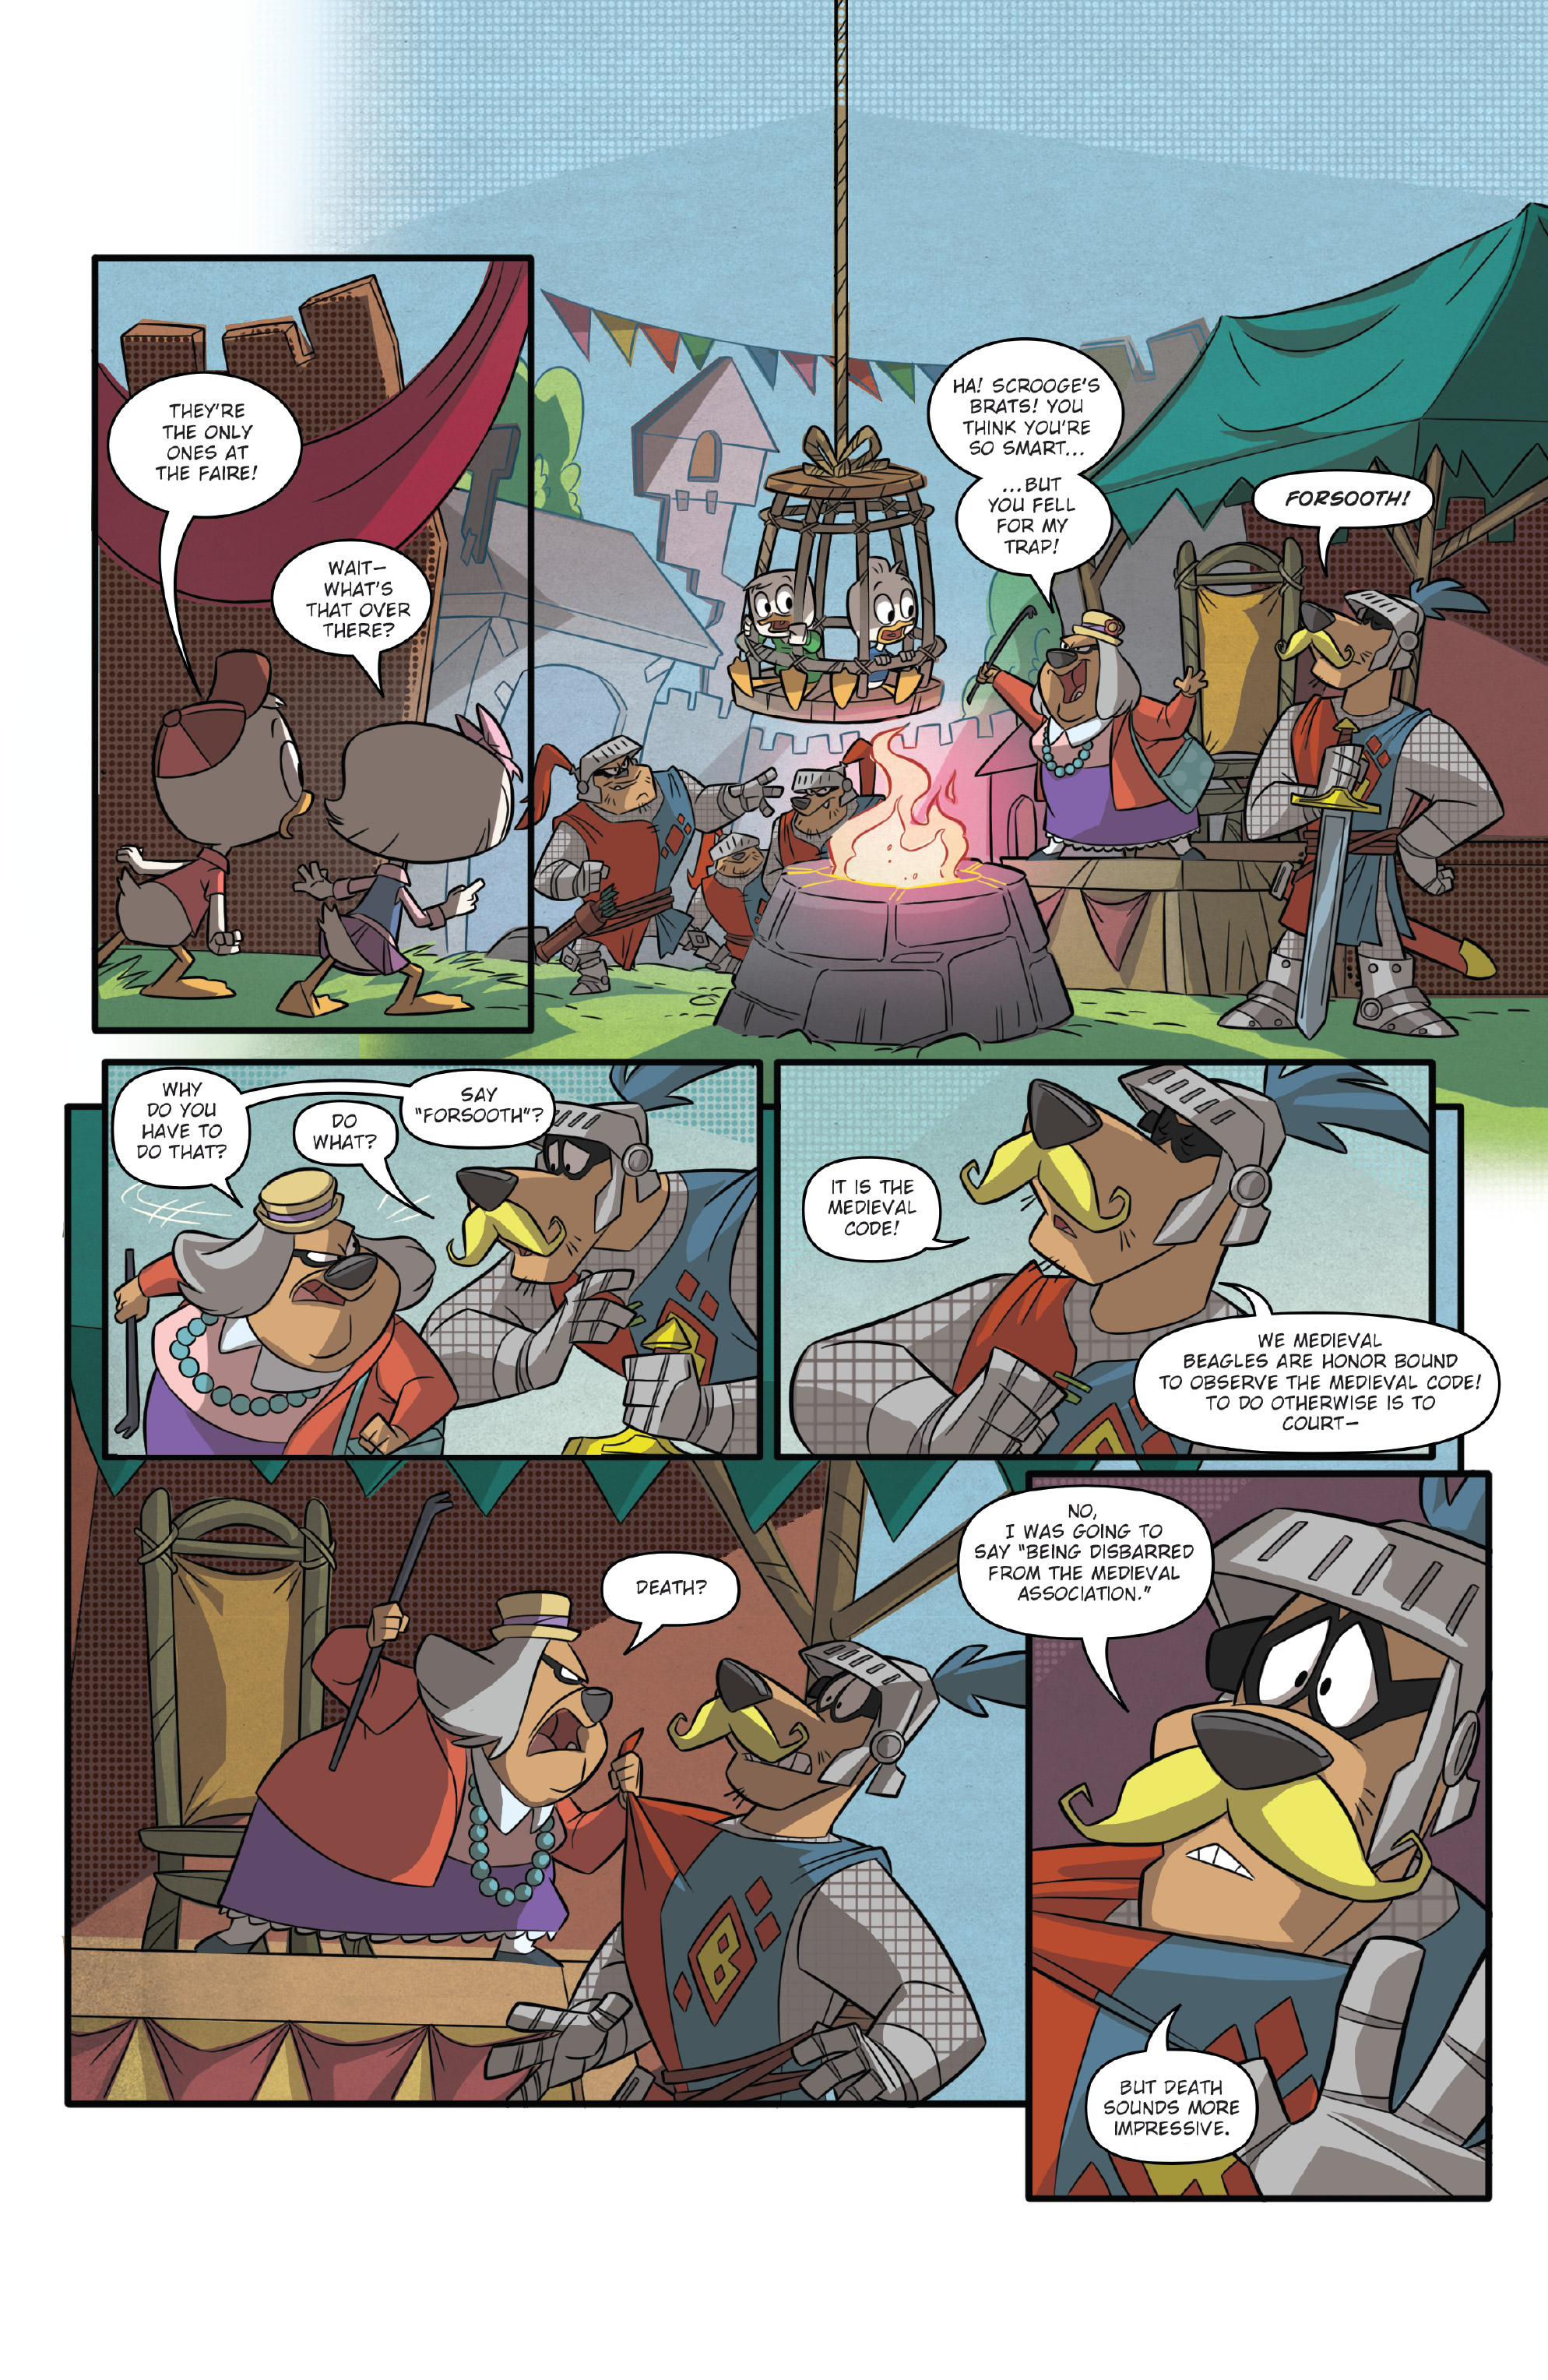 THEY'RE
THE ONLY
ONES AT
THE FAIRE!
WAIT–
WHAT'S
THAT OVER
THERE?
HA! SCROOGE'S
BRATS! YOU
THINK YOU'RE
SO SMART...
...BUT
YOU FELL
FOR MY
TRAP!
FORSOOTH!
WHY
DO YOU
HAVE TO
DO THAT?
DO
WHAT?
SAY
"FORSOOTH"?
IT IS THE
MEDIEVAL
CODE!
WE MEDIEVAL
BEAGLES ARE HONOR BOUND
TO OBSERVE THE MEDIEVAL CODE!
TO DO OTHERWISE IS TO
COURT–
DEATH?
B
NO,
I WAS GOING TO
SAY "BEING DISBARRED
FROM THE MEDIEVAL
ASSOCIATION."
BUT DEATH
SOUNDS MORE
IMPRESSIVE.